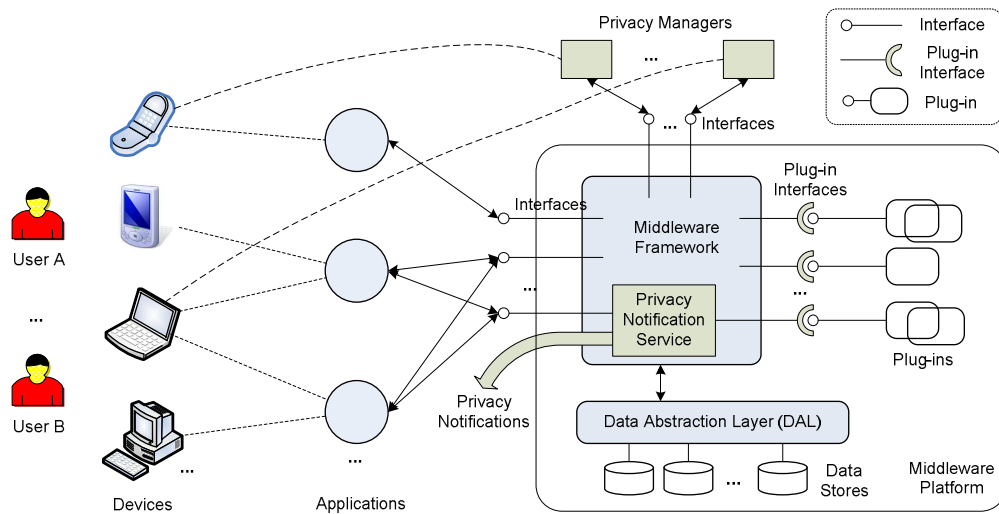 Privacy Managers
...
Interface
Plug-in
Interface
Plug-in
... Interfaces
Plug-in
Interfaces
Interfaces
Middleware
Framework
User A
...
...
Privacy
Notification
Service
...
Plug-ins
User B
Privacy
Notifications
Data Abstraction Layer (DAL)
...
...
...
Data
Stores
Middleware
Platform
Devices
Applications